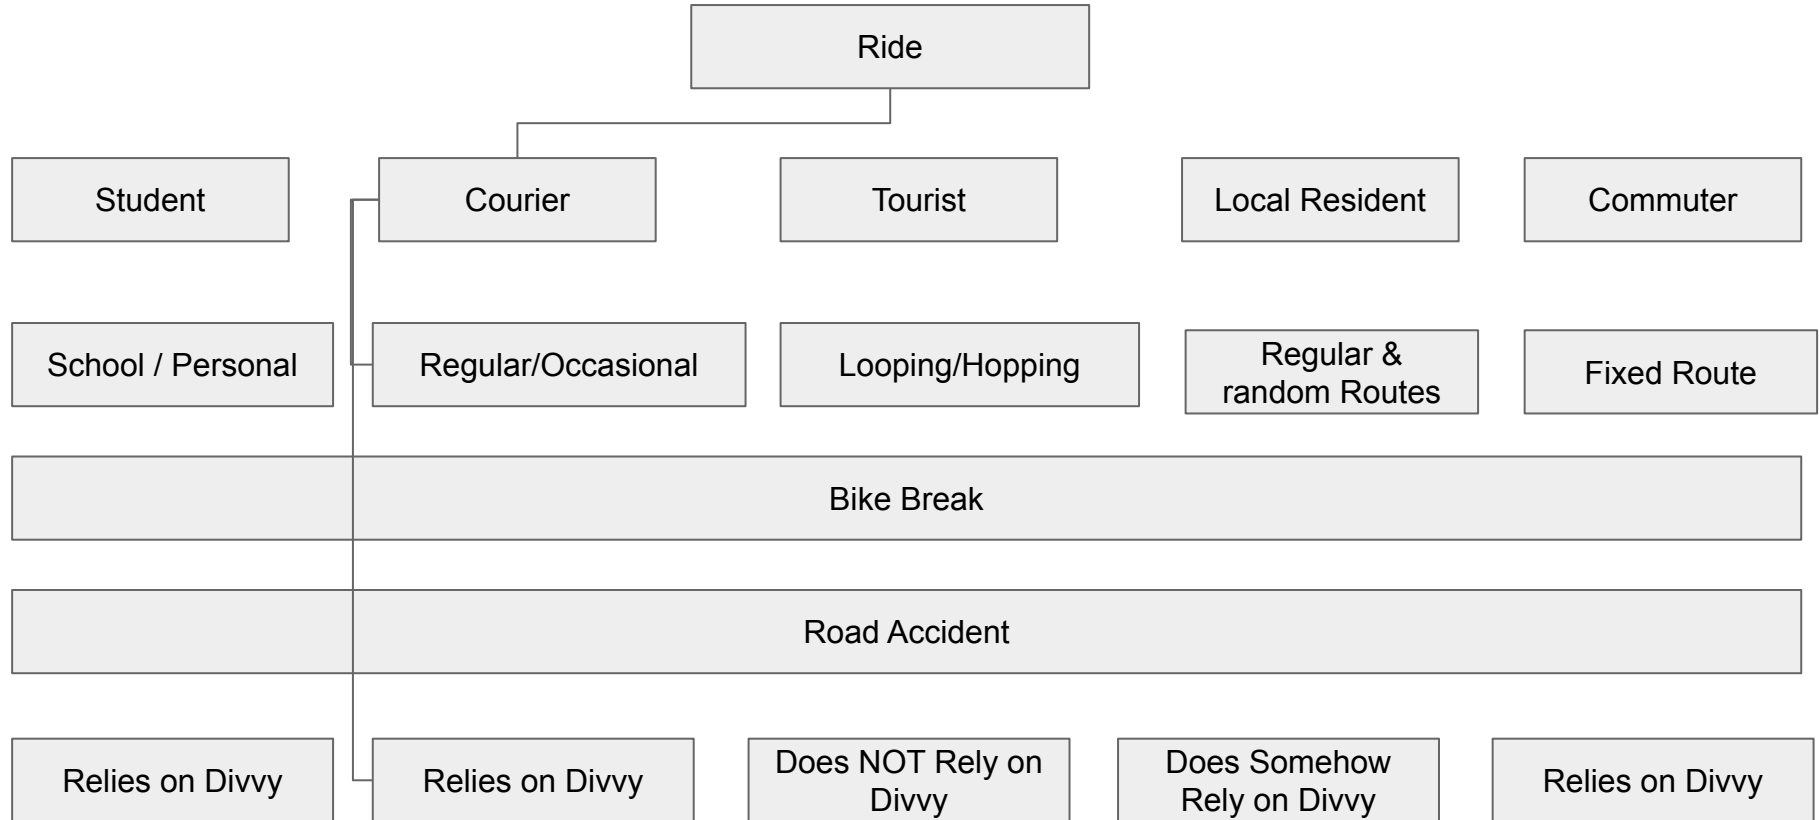 Ride
Student
Courier
Tourist
Local Resident
Commuter
School / Personal
Regular/Occasional
Looping/Hopping
Regular &
random Routes
Fixed Route
Bike Break
Road Accident
Relies on Divvy
Relies on Divvy
Does NOT Rely on
Divvy
Does Somehow
Rely on Divvy
Relies on Divvy